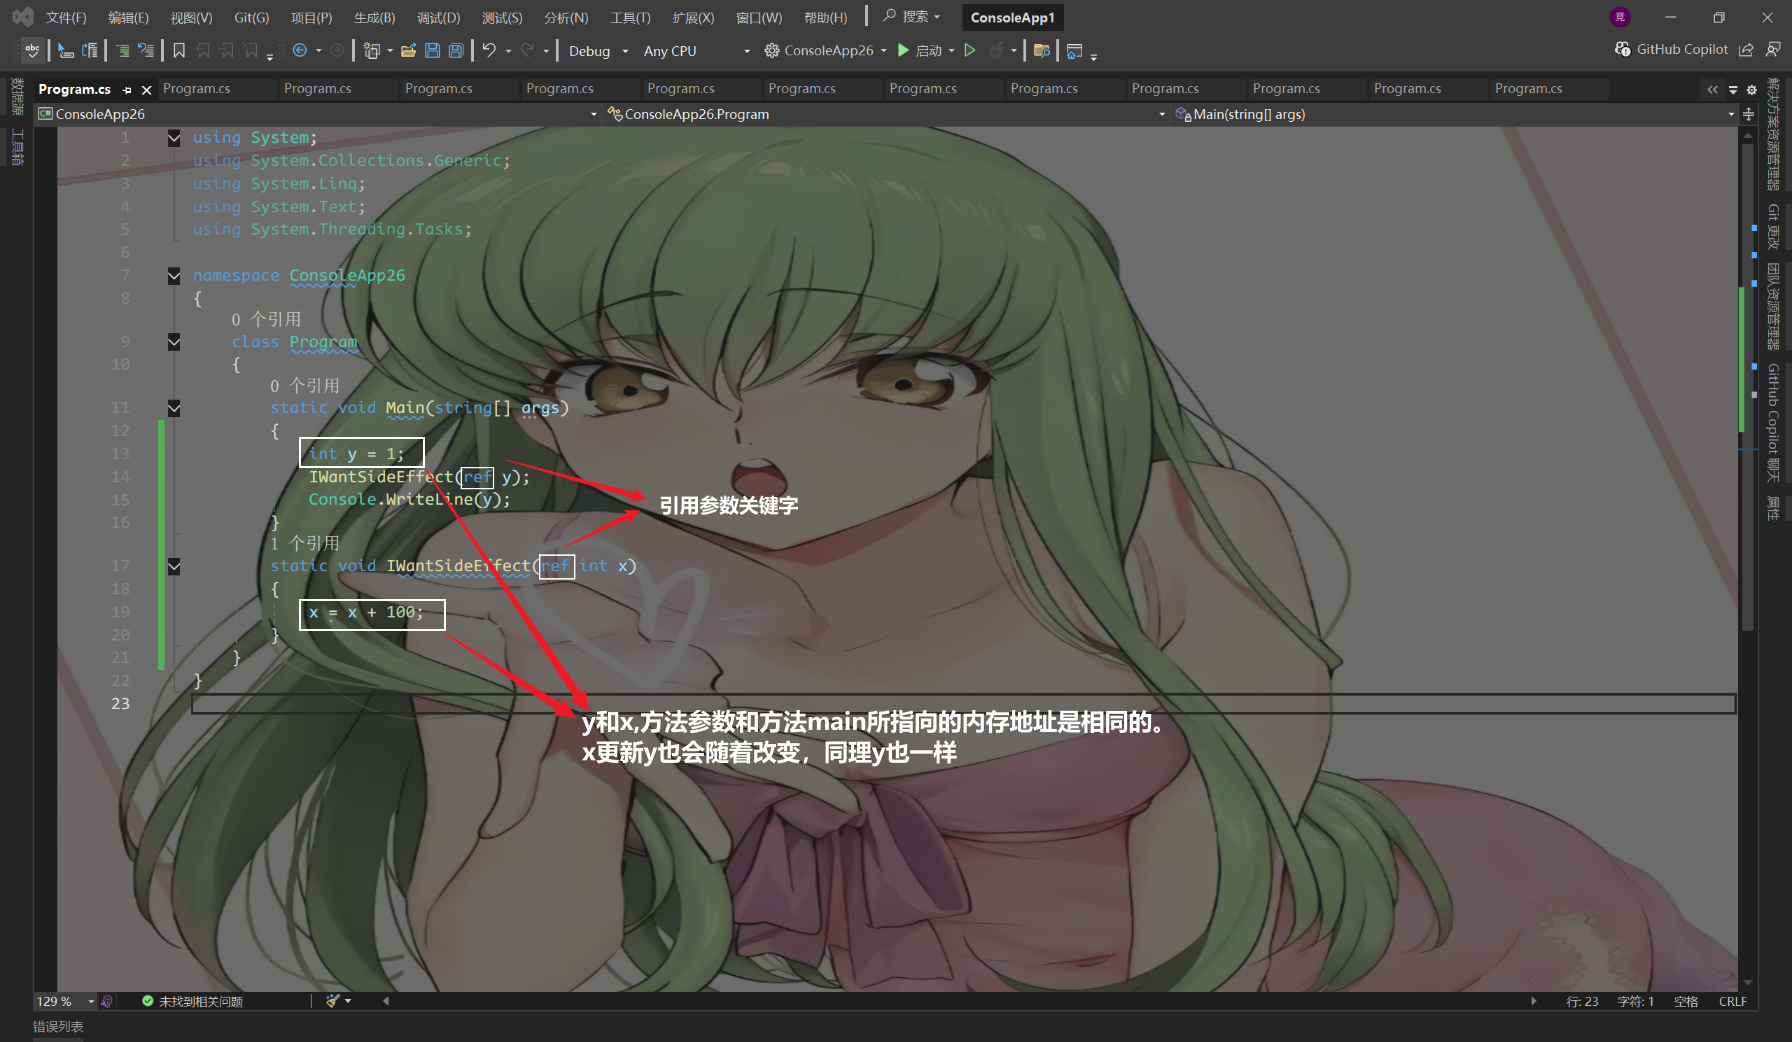 文件(F) 编辑(E) 视图(V) Git(G) 项目(P) 生成(B) 调试(D) 测试(S) 分析(N) 工具(T) 扩展(X) 窗口(W) 帮助(H) 搜索 ConsoleApp1 竟
abc Debug Any CPU ConsoleApp26 启动 GitHub Copilot
Program.cs Program.cs Program.cs Program.cs Program.cs Program.cs Program.cs Program.cs Program.cs Program.cs Program.cs Program.cs Program.cs
C# ConsoleApp26 ConsoleApp26.Program Main(string[] args)
数据源
工具箱
1 using System;
2 using System.Collections.Generic;
3 using System.Linq;
4 using System.Text;
5 using System.Threading.Tasks;
6
7 namespace ConsoleApp26
8 {
0 个引用
9 class Program
10 {
0 个引用
11 static void Main(string[] args)
12 {
13 int y = 1;
14 IWantSideEffect(ref y);
15 Console.WriteLine(y);
16 }
1 个引用
17 static void IWantSideEffect(ref int x)
18 {
19 x = x + 100;
20 }
21 }
22 }
23
引用参数关键字
y和x,方法参数和方法main所指向的内存地址是相同的。
x更新y也会随着改变，同理y也一样
解决方案资源管理器
Git 更改
团队资源管理器
GitHub Copilot 聊天
属性
129 % 未找到相关问题 行: 23 字符: 1 空格 CRLF
错误列表